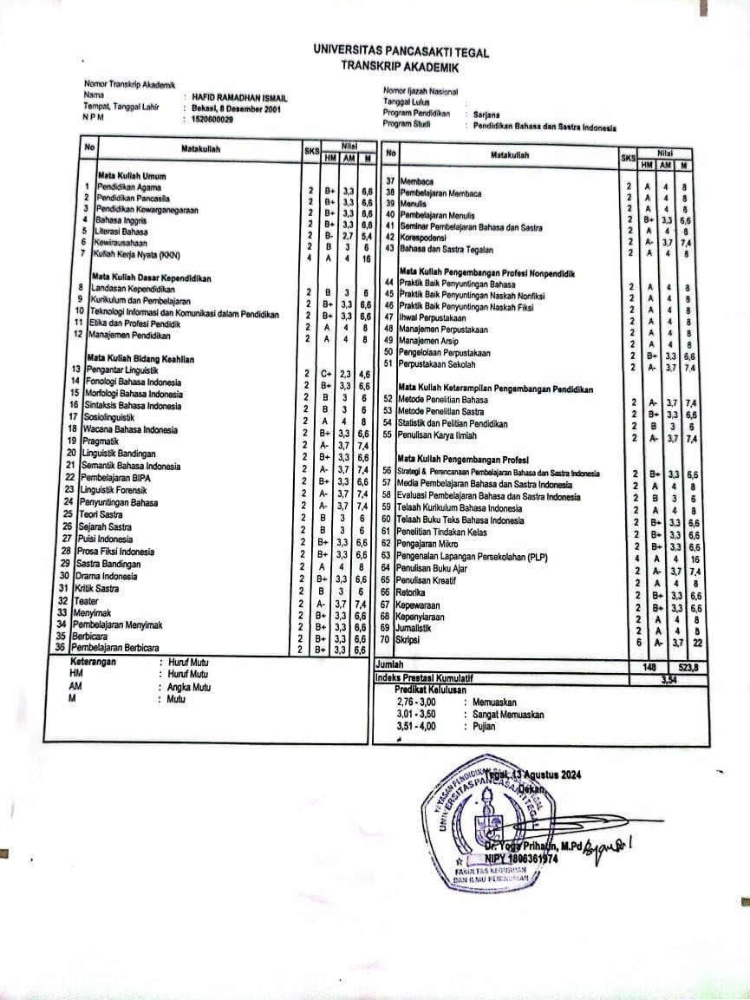 UNIVERSITAS PANCASAKTI TEGAL
TRANSKRIP AKADEMIK
Nomor Transkrip Akademik
Nama : HAFID RAMADHAN ISMAIL
Tempat, Tanggal Lahir : Bekasi, 8 Desember 2001
N P M : 1520600029
Nomor Ijazah Nasional
Tanggal Lulus :
Program Pendidikan : Sarjana
Program Studi : Pendidikan Bahasa dan Sastra Indonesia
No Matakuliah SKS Nilai
HM AM M
Mata Kuliah Umum
1 Pendidikan Agama 2 B+ 3,3 6,6
2 Pendidikan Pancasila 2 B+ 3,3 6,6
3 Pendidikan Kewarganegaraan 2 B+ 3,3 6,6
4 Bahasa Inggris 2 B+ 3,3 6,6
5 Literasi Bahasa 2 B- 2,7 5,4
6 Kewirausahaan 2 B 3 6
7 Kuliah Kerja Nyata (KKN) 4 A 4 16
Mata Kuliah Dasar Kependidikan
8 Landasan Kependidikan 2 B 3 6
9 Kurikulum dan Pembelajaran 2 B+ 3,3 6,6
10 Teknologi Informasi dan Komunikasi dalam Pendidikan 2 B+ 3,3 6,6
11 Etika dan Profesi Pendidik 2 A 4 8
12 Manajemen Pendidikan 2 A 4 8
Mata Kuliah Bidang Keahlian
13 Pengantar Linguistik 2 C+ 2,3 4,6
14 Fonologi Bahasa Indonesia 2 B+ 3,3 6,6
15 Morfologi Bahasa Indonesia 2 B 3 6
16 Sintaksis Bahasa Indonesia 2 B 3 6
17 Sosiolinguistik 2 A 4 8
18 Wacana Bahasa Indonesia 2 B+ 3,3 6,6
19 Pragmatik 2 A- 3,7 7,4
20 Linguistik Bandingan 2 B+ 3,3 6,6
21 Semantik Bahasa Indonesia 2 A- 3,7 7,4
22 Pembelajaran BIPA 2 B+ 3,3 6,6
23 Linguistik Forensik 2 A- 3,7 7,4
24 Penyuntingan Bahasa 2 A- 3,7 7,4
25 Teori Sastra 2 B 3 6
26 Sejarah Sastra 2 B 3 6
27 Puisi Indonesia 2 B+ 3,3 6,6
28 Prosa Fiksi Indonesia 2 B+ 3,3 6,6
29 Sastra Bandingan 2 A 4 8
30 Drama Indonesia 2 B+ 3,3 6,6
31 Kritik Sastra 2 B 3 6
32 Teater 2 A- 3,7 7,4
33 Menyimak 2 B+ 3,3 6,6
34 Pembelajaran Menyimak 2 B+ 3,3 6,6
35 Berbicara 2 B+ 3,3 6,6
36 Pembelajaran Berbicara 2 B+ 3,3 6,6
Keterangan : Huruf Mutu
HM : Huruf Mutu
AM : Angka Mutu
M : Mutu
No Matakuliah SKS Nilai
HM AM M
37 Membaca 2 A 4 8
38 Pembelajaran Membaca 2 A 4 8
39 Menulis 2 A 4 8
40 Pembelajaran Menulis 2 B+ 3,3 6,6
41 Seminar Pembelajaran Bahasa dan Sastra 2 A 4 8
42 Korespodensi 2 A- 3,7 7,4
43 Bahasa dan Sastra Tegalan 2 A 4 8
Mata Kuliah Pengembangan Profesi Nonpendidik
44 Praktik Baik Penyuntingan Bahasa 2 A 4 8
45 Praktik Baik Penyuntingan Naskah Nonfiksi 2 A 4 8
46 Praktik Baik Penyuntingan Naskah Fiksi 2 A 4 8
47 Ihwal Perpustakaan 2 A 4 8
48 Manajemen Perpustakaan 2 A 4 8
49 Manajemen Arsip 2 A 4 8
50 Pengelolaan Perpustakaan 2 B+ 3,3 6,6
51 Perpustakaan Sekolah 2 A- 3,7 7,4
Mata Kuliah Keterampilan Pengembangan Pendidikan
52 Metode Penelitian Bahasa 2 A- 3,7 7,4
53 Metode Penelitian Sastra 2 B+ 3,3 6,6
54 Statistik dan Pelitian Pendidikan 2 B 3 6
55 Penulisan Karya Ilmiah 2 A- 3,7 7,4
Mata Kuliah Pengembangan Profesi
56 Strategi & Perencanaan Pembelajaran Bahasa dan Sastra Indonesia 2 B+ 3,3 6,6
57 Media Pembelajaran Bahasa dan Sastra Indonesia 2 A 4 8
58 Evaluasi Pembelajaran Bahasa dan Sastra Indonesia 2 B 3 6
59 Telaah Kurikulum Bahasa Indonesia 2 A 4 8
60 Telaah Buku Teks Bahasa Indonesia 2 B+ 3,3 6,6
61 Penelitian Tindakan Kelas 2 B+ 3,3 6,6
62 Pengajaran Mikro 2 B+ 3,3 6,6
63 Pengenalan Lapangan Persekolahan (PLP) 4 A 4 16
64 Penulisan Buku Ajar 2 A- 3,7 7,4
65 Penulisan Kreatif 2 A 4 8
66 Retorika 2 B+ 3,3 6,6
67 Kepewaraan 2 B+ 3,3 6,6
68 Kepenyiaraan 2 A 4 8
69 Jurnalistik 2 A 4 8
70 Skripsi 6 A- 3,7 22
Jumlah 148 523,8
Indeks Prestasi Kumulatif 3,54
Predikat Kelulusan
2,76 - 3,00 : Memuaskan
3,01 - 3,50 : Sangat Memuaskan
3,51 - 4,00 : Pujian
Tegal, 13 Agustus 2024
Dekan,
YAYASAN PENDIDIKAN
UNIVERSITAS PANCASAKTI TEGAL
Dr. Yoga Prihatin, M.Pd
NIPY 1806361974
FAKULTAS KEGURUAN
DAN ILMU PENDIDIKAN